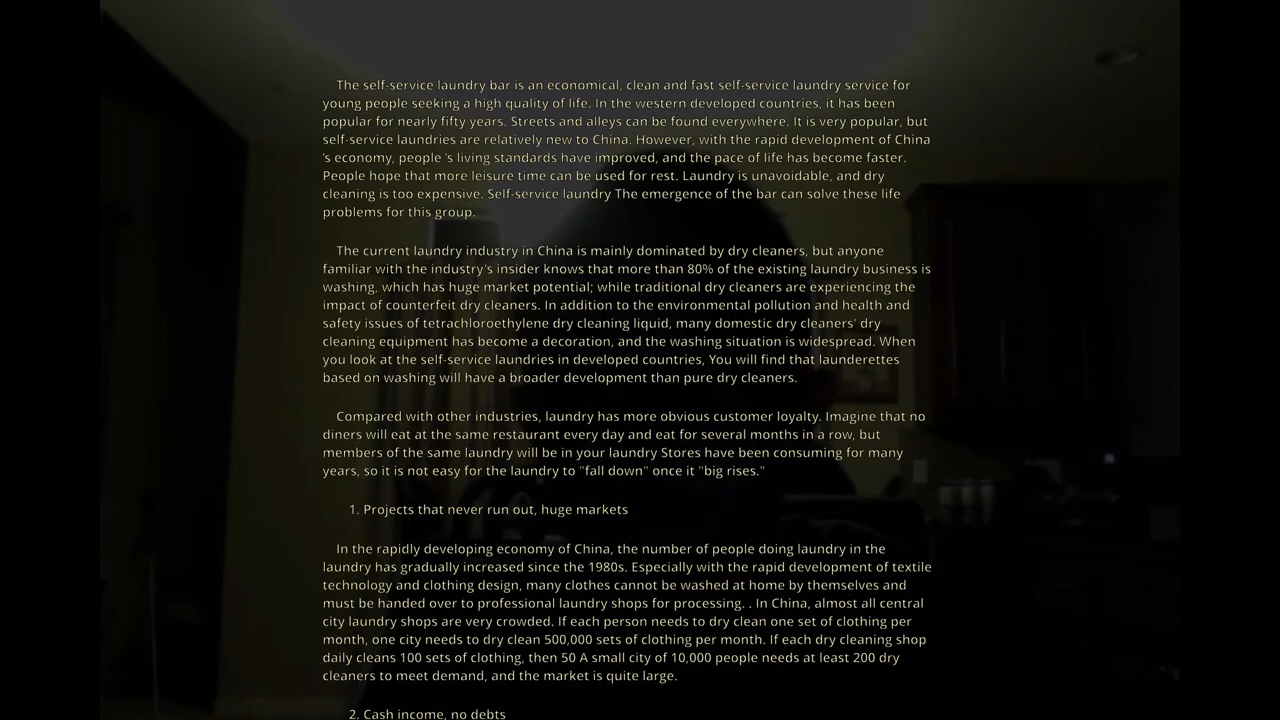 The self-service laundry bar is an economical, clean and fast self-service laundry service for
young people seeking a high quality of life. In the western developed countries, it has been
popular for nearly fifty years. Streets and alleys can be found everywhere. It is very popular, but
self-service laundries are relatively new to China. However, with the rapid development of China
's economy, people 's living standards have improved, and the pace of life has become faster.
People hope that more leisure time can be used for rest. Laundry is unavoidable, and dry
cleaning is too expensive. Self-service laundry The emergence of the bar can solve these life
problems for this group.
The current laundry industry in China is mainly dominated by dry cleaners, but anyone
familiar with the industry's insider knows that more than 80% of the existing laundry business is
washing, which has huge market potential; while traditional dry cleaners are experiencing the
impact of counterfeit dry cleaners. In addition to the environmental pollution and health and
safety issues of tetrachloroethylene dry cleaning liquid, many domestic dry cleaners' dry
cleaning equipment has become a decoration, and the washing situation is widespread. When
you look at the self-service laundries in developed countries, You will find that launderettes
based on washing will have a broader development than pure dry cleaners.
Compared with other industries, laundry has more obvious customer loyalty. Imagine that no
diners will eat at the same restaurant every day and eat for several months in a row, but
members of the same laundry will be in your laundry Stores have been consuming for many
years, so it is not easy for the laundry to "fall down" once it "big rises."
1. Projects that never run out, huge markets
In the rapidly developing economy of China, the number of people doing laundry in the
laundry has gradually increased since the 1980s. Especially with the rapid development of textile
technology and clothing design, many clothes cannot be washed at home by themselves and
must be handed over to professional laundry shops for processing. . In China, almost all central
city laundry shops are very crowded. If each person needs to dry clean one set of clothing per
month, one city needs to dry clean 500,000 sets of clothing per month. If each dry cleaning shop
daily cleans 100 sets of clothing, then 50 A small city of 10,000 people needs at least 200 dry
cleaners to meet demand, and the market is quite large.
2. Cash income, no debts